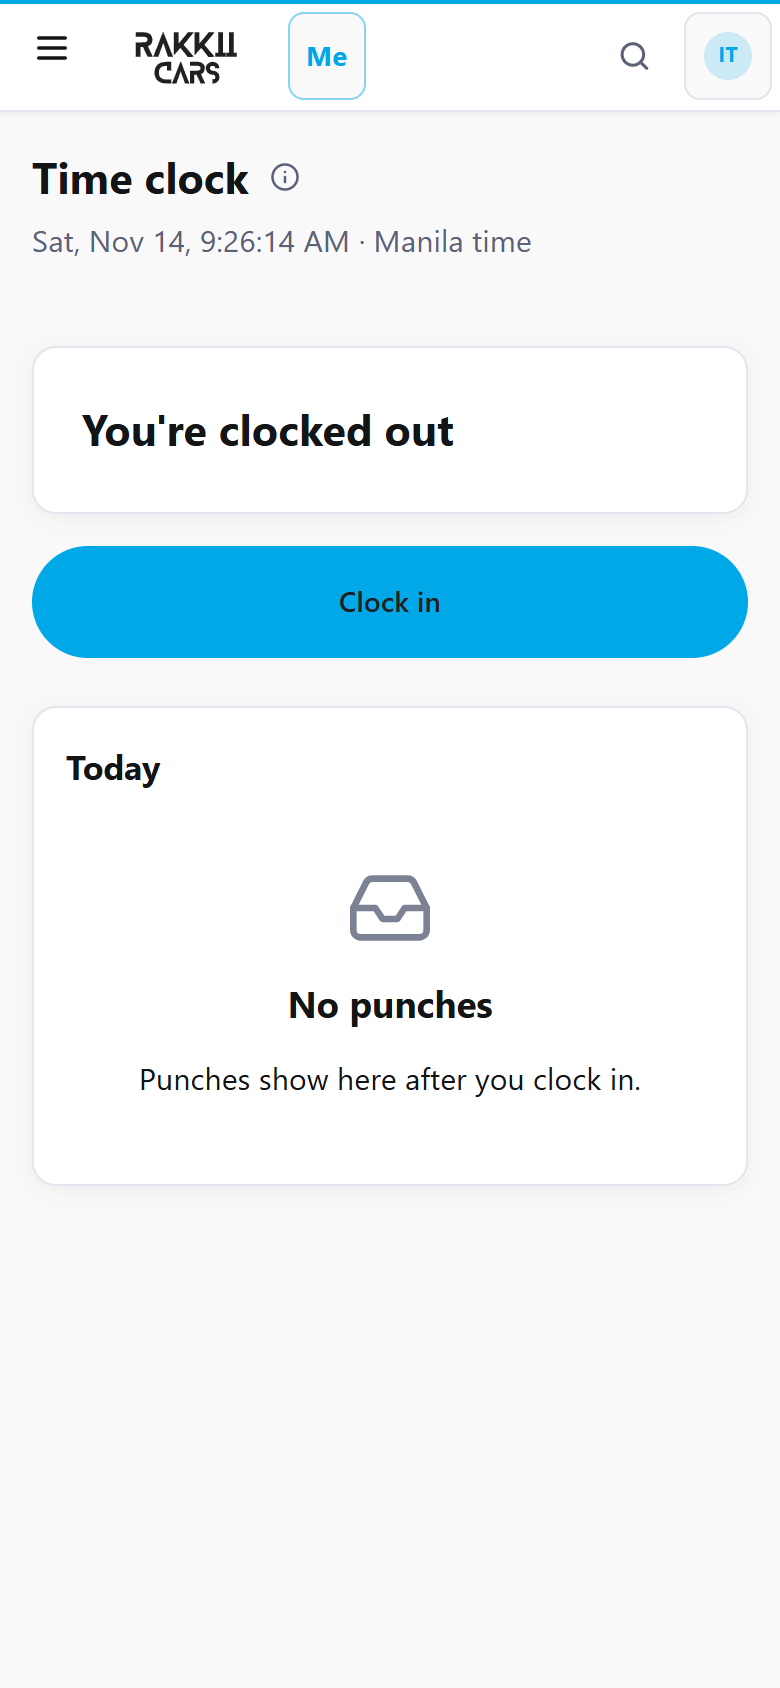 RAKKII
CARS
Me
IT
Time clock
Sat, Nov 14, 9:26:14 AM · Manila time
You're clocked out
Clock in
Today
No punches
Punches show here after you clock in.